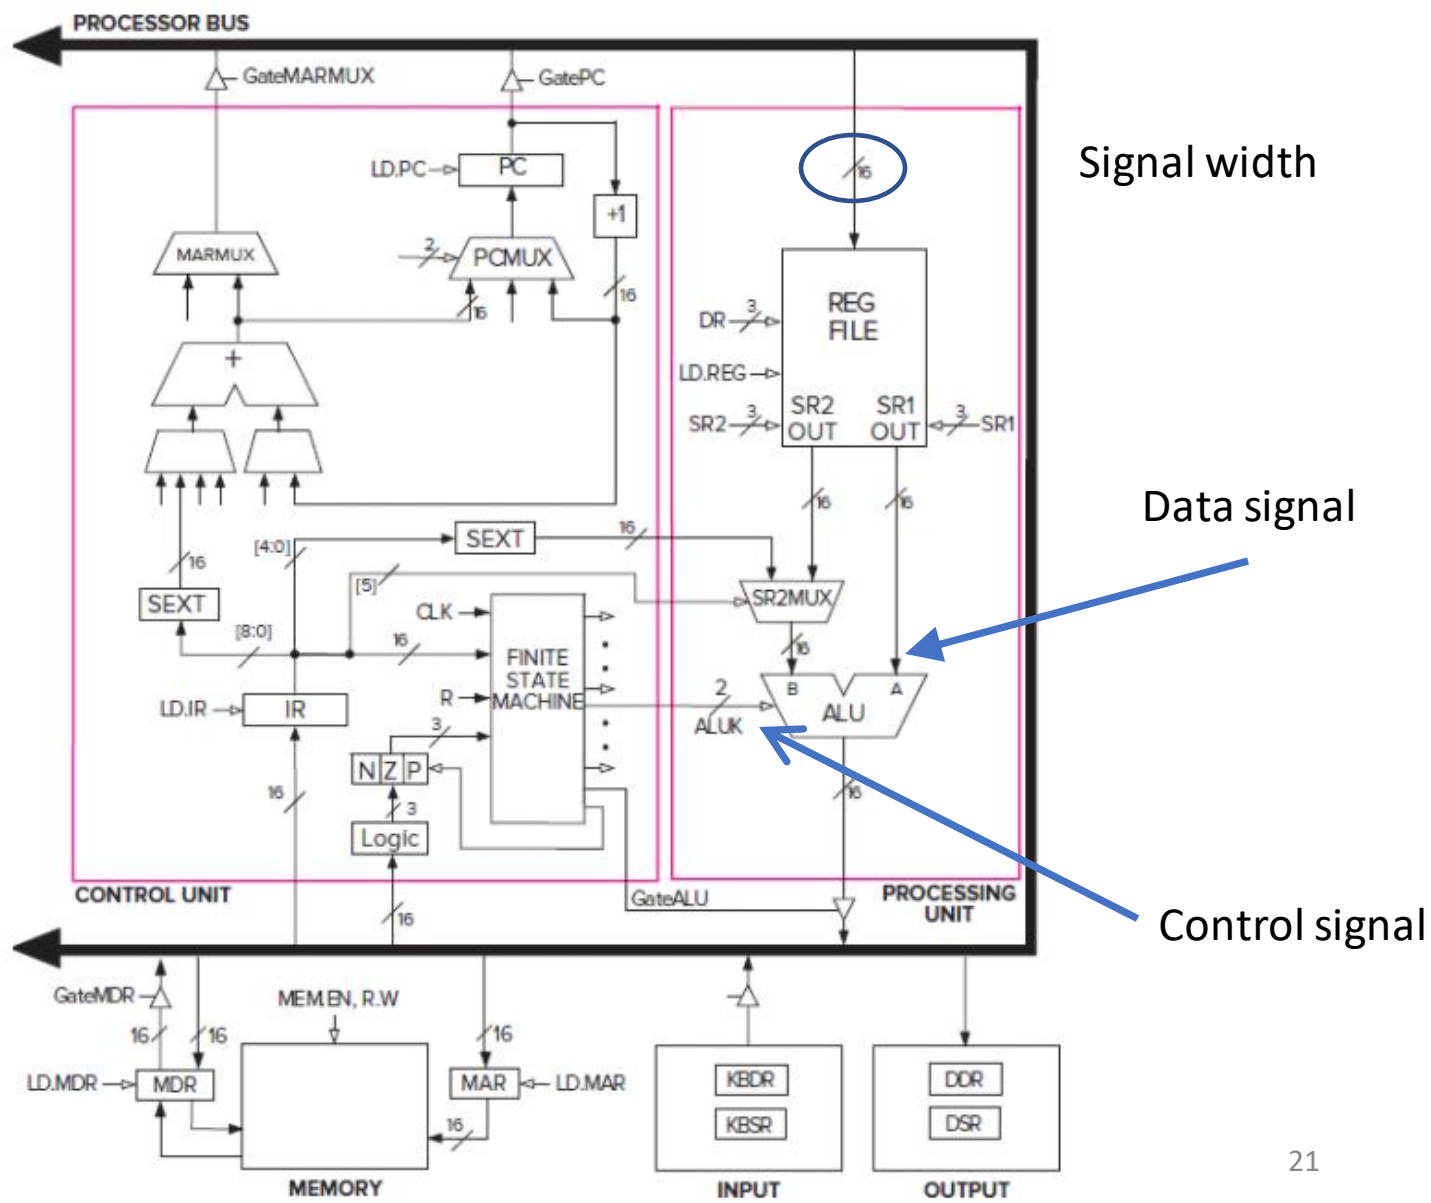 PROCESSOR BUS
GateMARMUX
GatePC
LD.PC
PC
+1
16
MARMUX
2
PCMUX
16
16
+
Signal width
REG
FILE
DR
3
LD.REG
SR2
3
SR2
OUT
SR1
OUT
3
SR1
16
16
Data signal
[4:0]
SEXT
16
16
[5]
SEXT
[8:0]
CLK
16
SR2MUX
16
FINITE
STATE
MACHINE
LD.IR
IR
R
2
ALUK
B
A
ALU
3
N Z P
16
3
16
Logic
CONTROL UNIT
16
GateALU
PROCESSING
UNIT
Control signal
GateMDR
MEM.EN, R.W
16
16
16
LD.MDR
MDR
MAR
LD.MAR
16
KBDR
KBSR
DDR
DSR
MEMORY
INPUT
OUTPUT
21